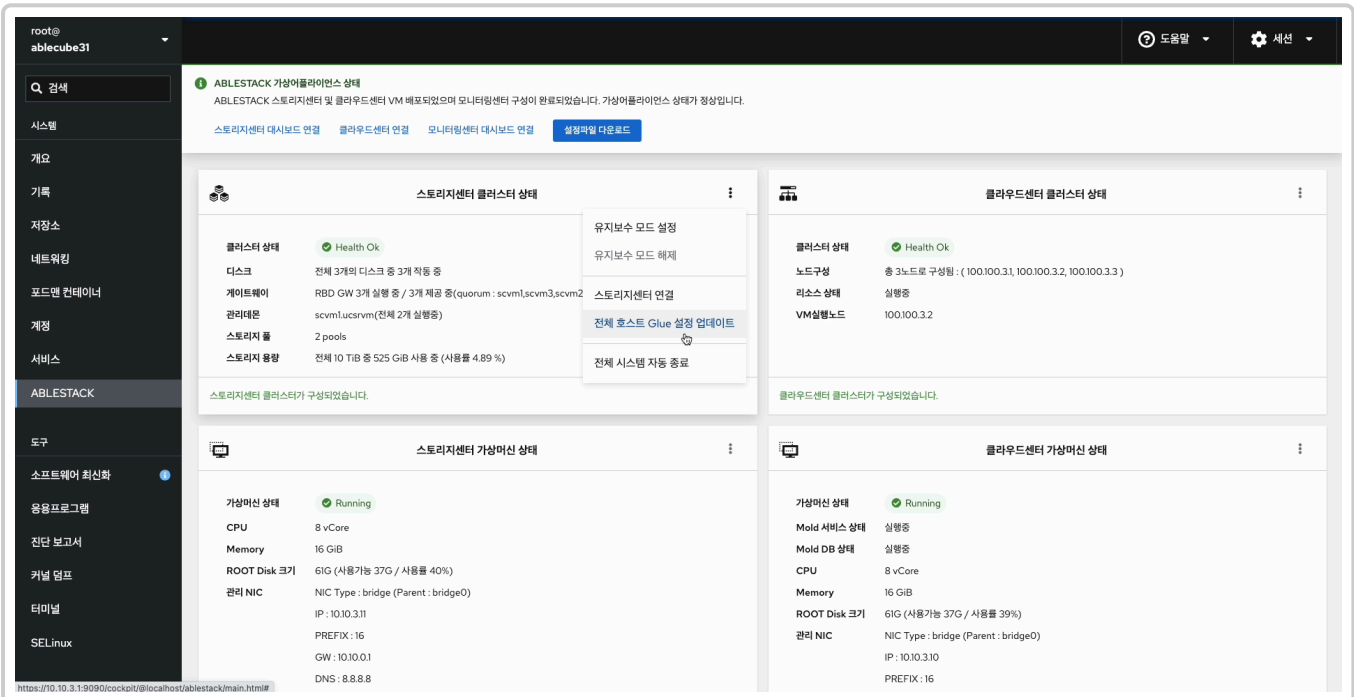 root@
ablecube31
도움말
세션
검색
시스템
개요
기록
저장소
네트워킹
포드맨 컨테이너
계정
서비스
ABLESTACK
도구
소프트웨어 최신화
응용프로그램
진단 보고서
커널 덤프
터미널
SELinux
ABLESTACK 가상어플라이언스 상태
ABLESTACK 스토리지센터 및 클라우드센터 VM 배포되었으며 모니터링센터 구성이 완료되었습니다. 가상어플라이언스 상태가 정상입니다.
스토리지센터 대시보드 연결 클라우드센터 연결 모니터링센터 대시보드 연결 설정파일 다운로드
스토리지센터 클러스터 상태
클러스터 상태 Health Ok
디스크 전체 3개의 디스크 중 3개 작동 중
게이트웨이 RBD GW 3개 실행 중 / 3개 제공 중(quorum : scvm1,scvm3,scvm2
관리데몬 scvm1.ucsrvm(전체 2개 실행중)
스토리지 풀 2 pools
스토리지 용량 전체 10 TiB 중 525 GiB 사용 중 (사용률 4.89 %)
스토리지센터 클러스터가 구성되었습니다.
유지보수 모드 설정
유지보수 모드 해제
스토리지센터 연결
전체 호스트 Glue 설정 업데이트
전체 시스템 자동 종료
클라우드센터 클러스터 상태
클러스터 상태 Health Ok
노드구성 총 3노드로 구성됨 : ( 100.100.3.1, 100.100.3.2, 100.100.3.3 )
리소스 상태 실행중
VM실행노드 100.100.3.2
클라우드센터 클러스터가 구성되었습니다.
스토리지센터 가상머신 상태
가상머신 상태 Running
CPU 8 vCore
Memory 16 GiB
ROOT Disk 크기 61G (사용가능 37G / 사용률 40%)
관리 NIC NIC Type : bridge (Parent : bridge0)
IP : 10.10.3.11
PREFIX : 16
GW : 10.10.0.1
DNS : 8.8.8.8
클라우드센터 가상머신 상태
가상머신 상태 Running
Mold 서비스 상태 실행중
Mold DB 상태 실행중
CPU 8 vCore
Memory 16 GiB
ROOT Disk 크기 61G (사용가능 37G / 사용률 39%)
관리 NIC NIC Type : bridge (Parent : bridge0)
IP : 10.10.3.10
PREFIX : 16
https://10.10.3.1:9090/cockpit/@localhost/ablestack/main.html#